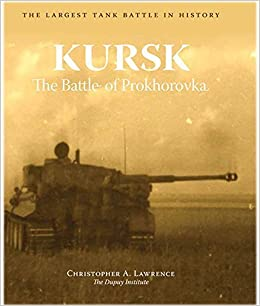 THE LARGEST TANK BATTLE IN HISTORY
KURSK
The Battle of Prokhorovka
CHRISTOPHER A. LAWRENCE
The Dupuy Institute